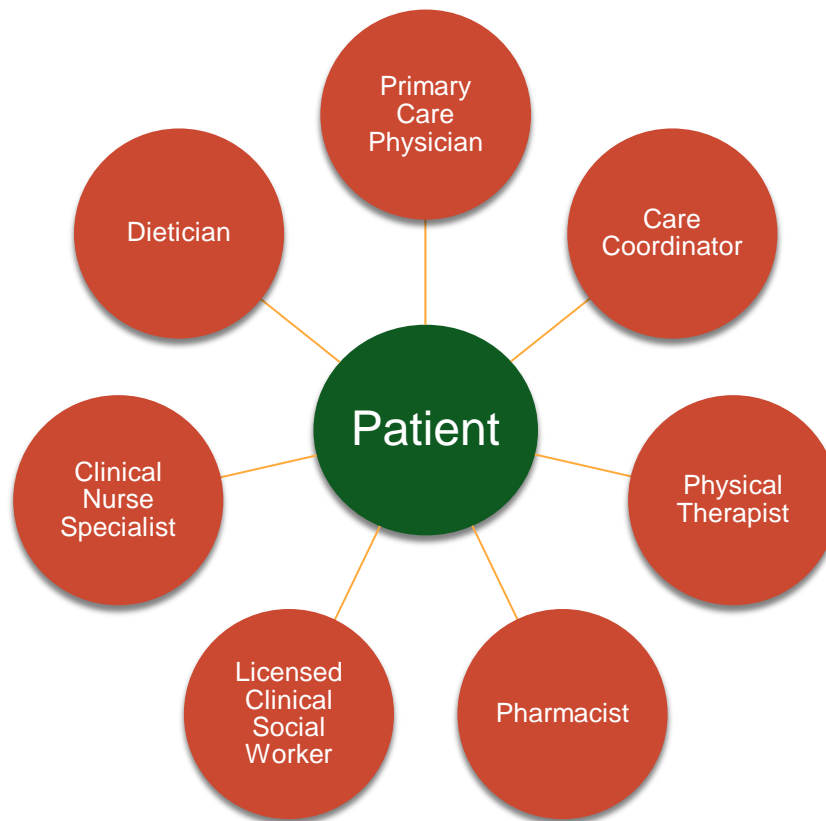 Primary
Care
Physician
Care
Coordinator
Physical
Therapist
Pharmacist
Licensed
Clinical
Social
Worker
Clinical
Nurse
Specialist
Dietician
Patient